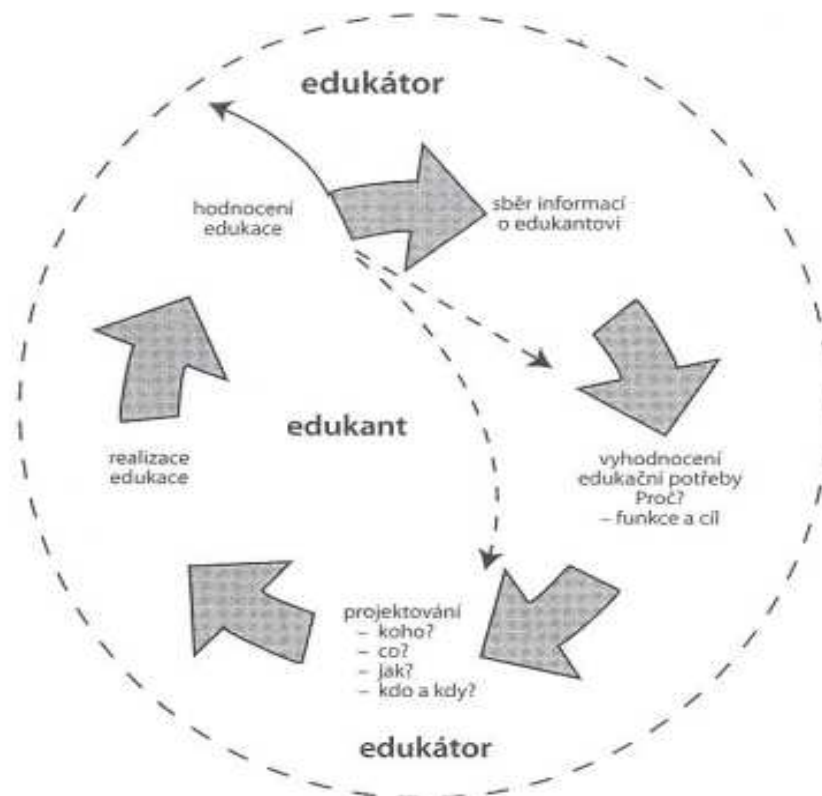 edukátor
hodnocení
edukace
sběr informací
o edukantovi
edukant
realizace
edukace
vyhodnocení
edukační potřeby
Proč?
– funkce a cíl
projektování
– koho?
– co?
– jak?
– kdo a kdy?
edukátor